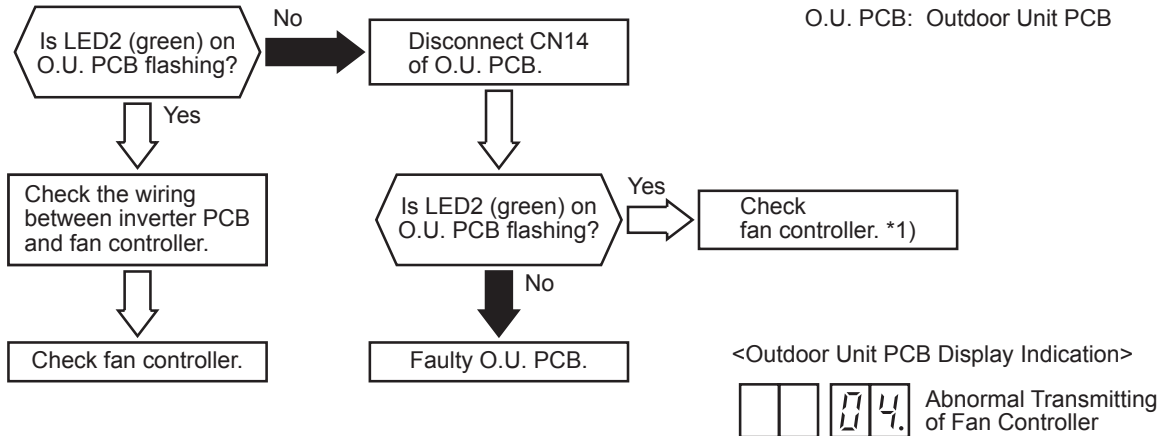 No
O.U. PCB:  Outdoor Unit PCB
Is LED2 (green) on
O.U. PCB flashing?
Disconnect CN14
of O.U. PCB.
Yes
Check the wiring
between inverter PCB
and fan controller.
Is LED2 (green) on
O.U. PCB flashing?
Yes
Check
fan controller. *1)
No
Check fan controller.
Faulty O.U. PCB.
<Outdoor Unit PCB Display Indication>
04.
Abnormal Transmitting
of Fan Controller